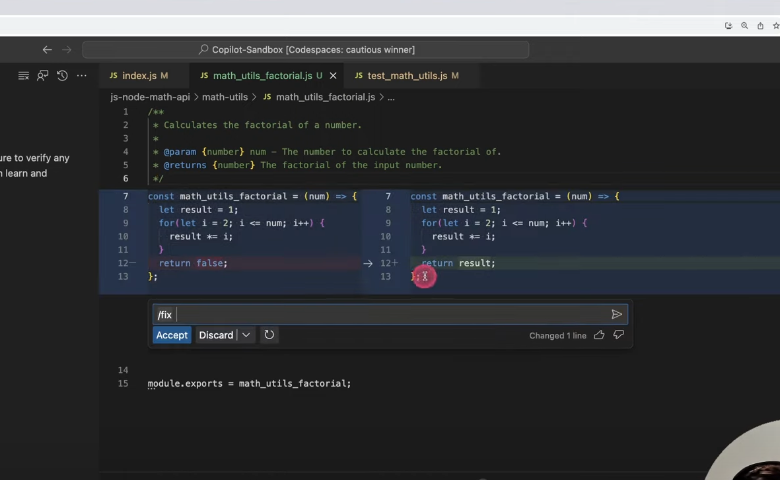 Copilot-Sandbox [Codespaces: cautious winner]
JS index.js M
JS math_utils_factorial.js U
JS test_math_utils.js M
js-node-math-api > math-utils > JS math_utils_factorial.js > ...
ure to verify any
n learn and
1 /**
2 * Calculates the factorial of a number.
3 *
4 * @param {number} num - The number to calculate the factorial of.
5 * @returns {number} The factorial of the input number.
6 */
7 const math_utils_factorial = (num) => {
8 let result = 1;
9 for(let i = 2; i <= num; i++) {
10 result *= i;
11 }
12— return false;
13 };
7 const math_utils_factorial = (num) => {
8 let result = 1;
9 for(let i = 2; i <= num; i++) {
10 result *= i;
11 }
12+ return result;
13 };
/fix
Accept Discard
Changed 1 line
14
15 module.exports = math_utils_factorial;